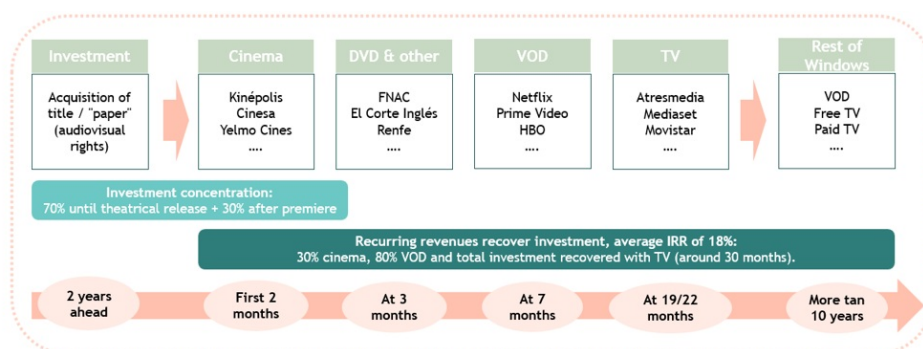 Investment
Acquisition of
title / "paper"
(audiovisual
rights)
Cinema
Kinépolis
Cinesa
Yelmo Cines
....
DVD & other
FNAC
El Corte Inglés
Renfe
....
VOD
Netflix
Prime Video
HBO
....
TV
Atresmedia
Mediaset
Movistar
....
Rest of
Windows
VOD
Free TV
Paid TV
....
Investment concentration:
70% until theatrical release + 30% after premiere
Recurring revenues recover investment, average IRR of 18%:
30% cinema, 80% VOD and total investment recovered with TV (around 30 months).
2 years
ahead
First 2
months
At 3
months
At 7
months
At 19/22
months
More tan
10 years